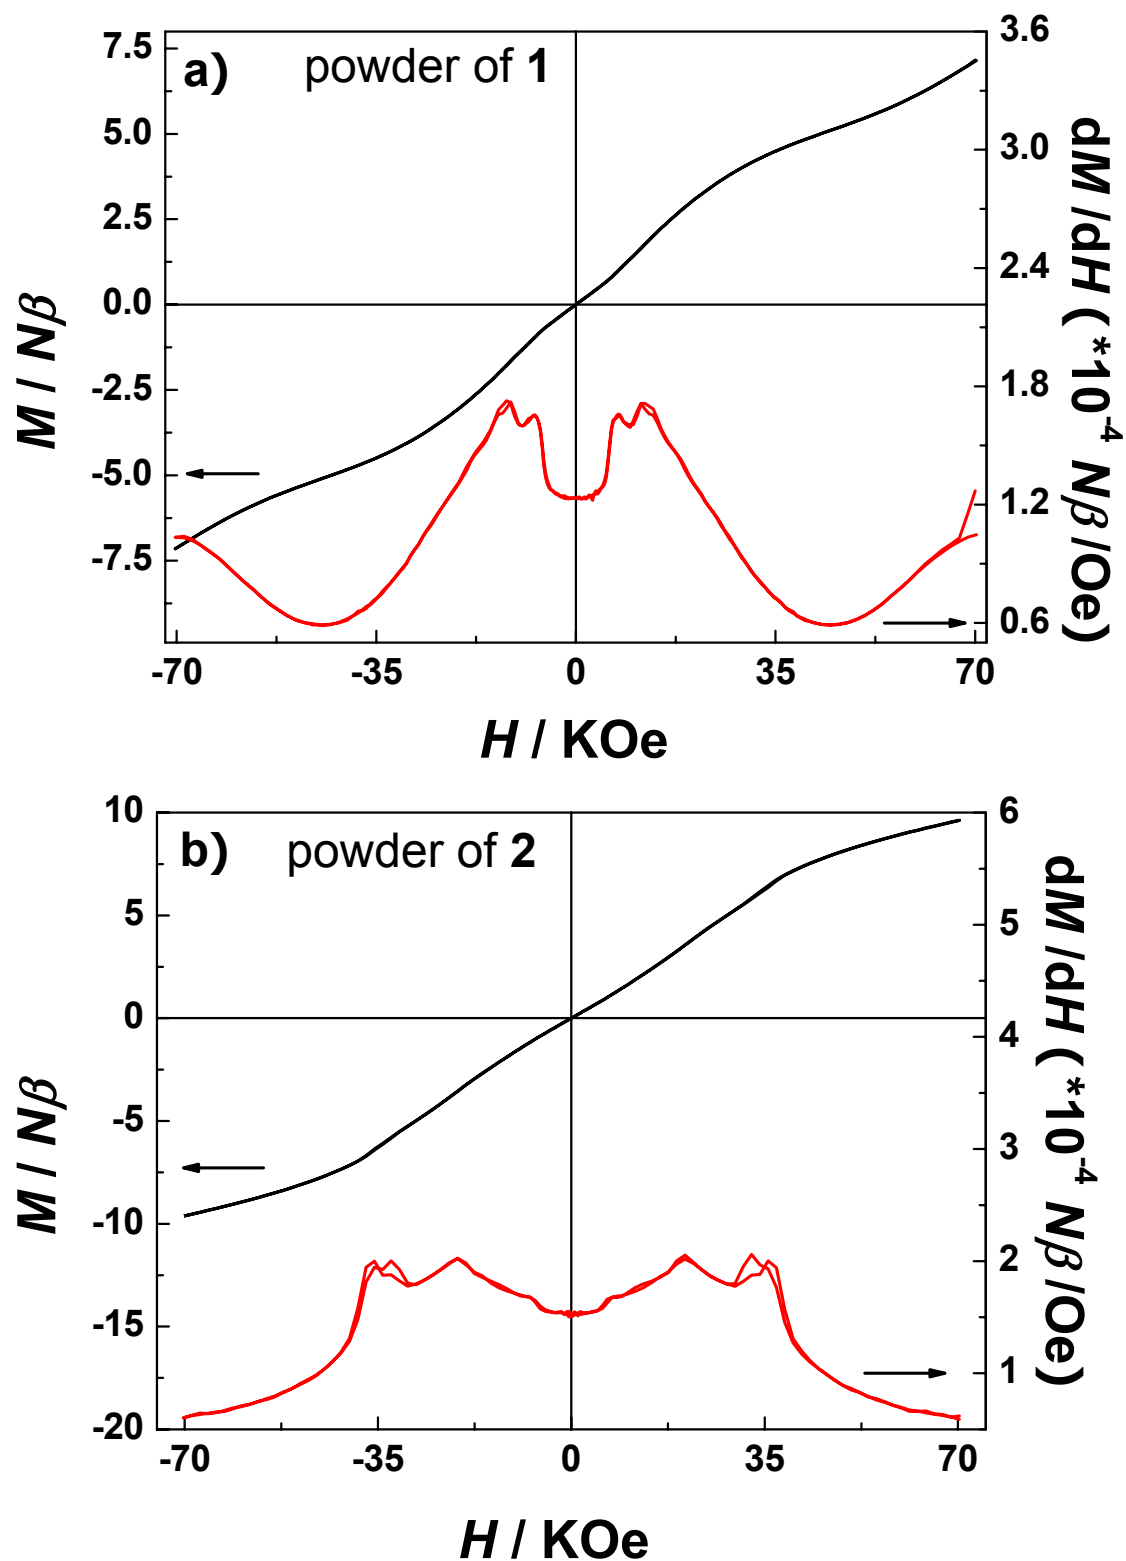 a) powder of 1
7.5
5.0
2.5
0.0
-2.5
-5.0
-7.5
M / Nβ
3.6
3.0
2.4
1.8
1.2
0.6
dM /dH ( *10-4 Nβ/Oe)
-70 -35 0 35 70
H / KOe
b) powder of 2
10
5
0
-5
-10
-15
-20
M / Nβ
6
5
4
3
2
1
dM /dH ( *10-4 Nβ/Oe)
-70 -35 0 35 70
H / KOe